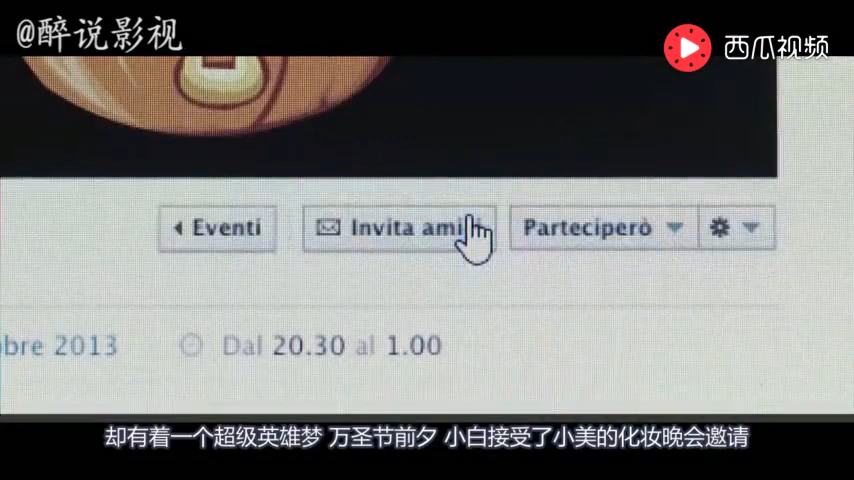 @醉说影视
西瓜视频
Eventi
Invita ami
Parteciperò
bre 2013
Dal 20.30 al 1.00
却有着一个超级英雄梦 万圣节前夕 小白接受了小美的化妆晚会邀请